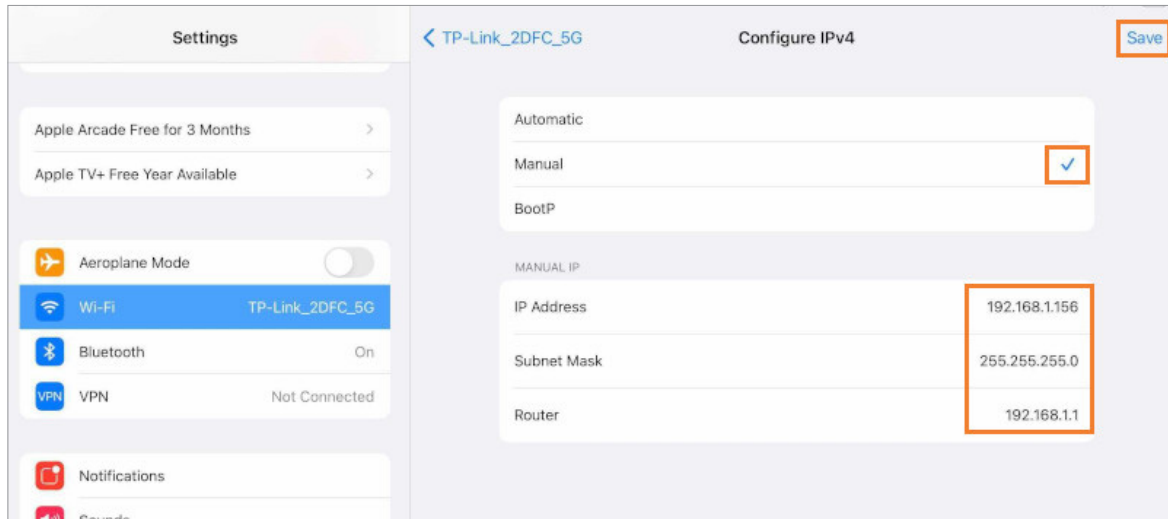 Settings
Apple Arcade Free for 3 Months
Apple TV+ Free Year Available
Aeroplane Mode
Wi-Fi TP-Link_2DFC_5G
Bluetooth On
VPN VPN Not Connected
Notifications
Sounds
TP-Link_2DFC_5G Configure IPv4 Save
Automatic
Manual
BootP
MANUAL IP
IP Address 192.168.1.156
Subnet Mask 255.255.255.0
Router 192.168.1.1